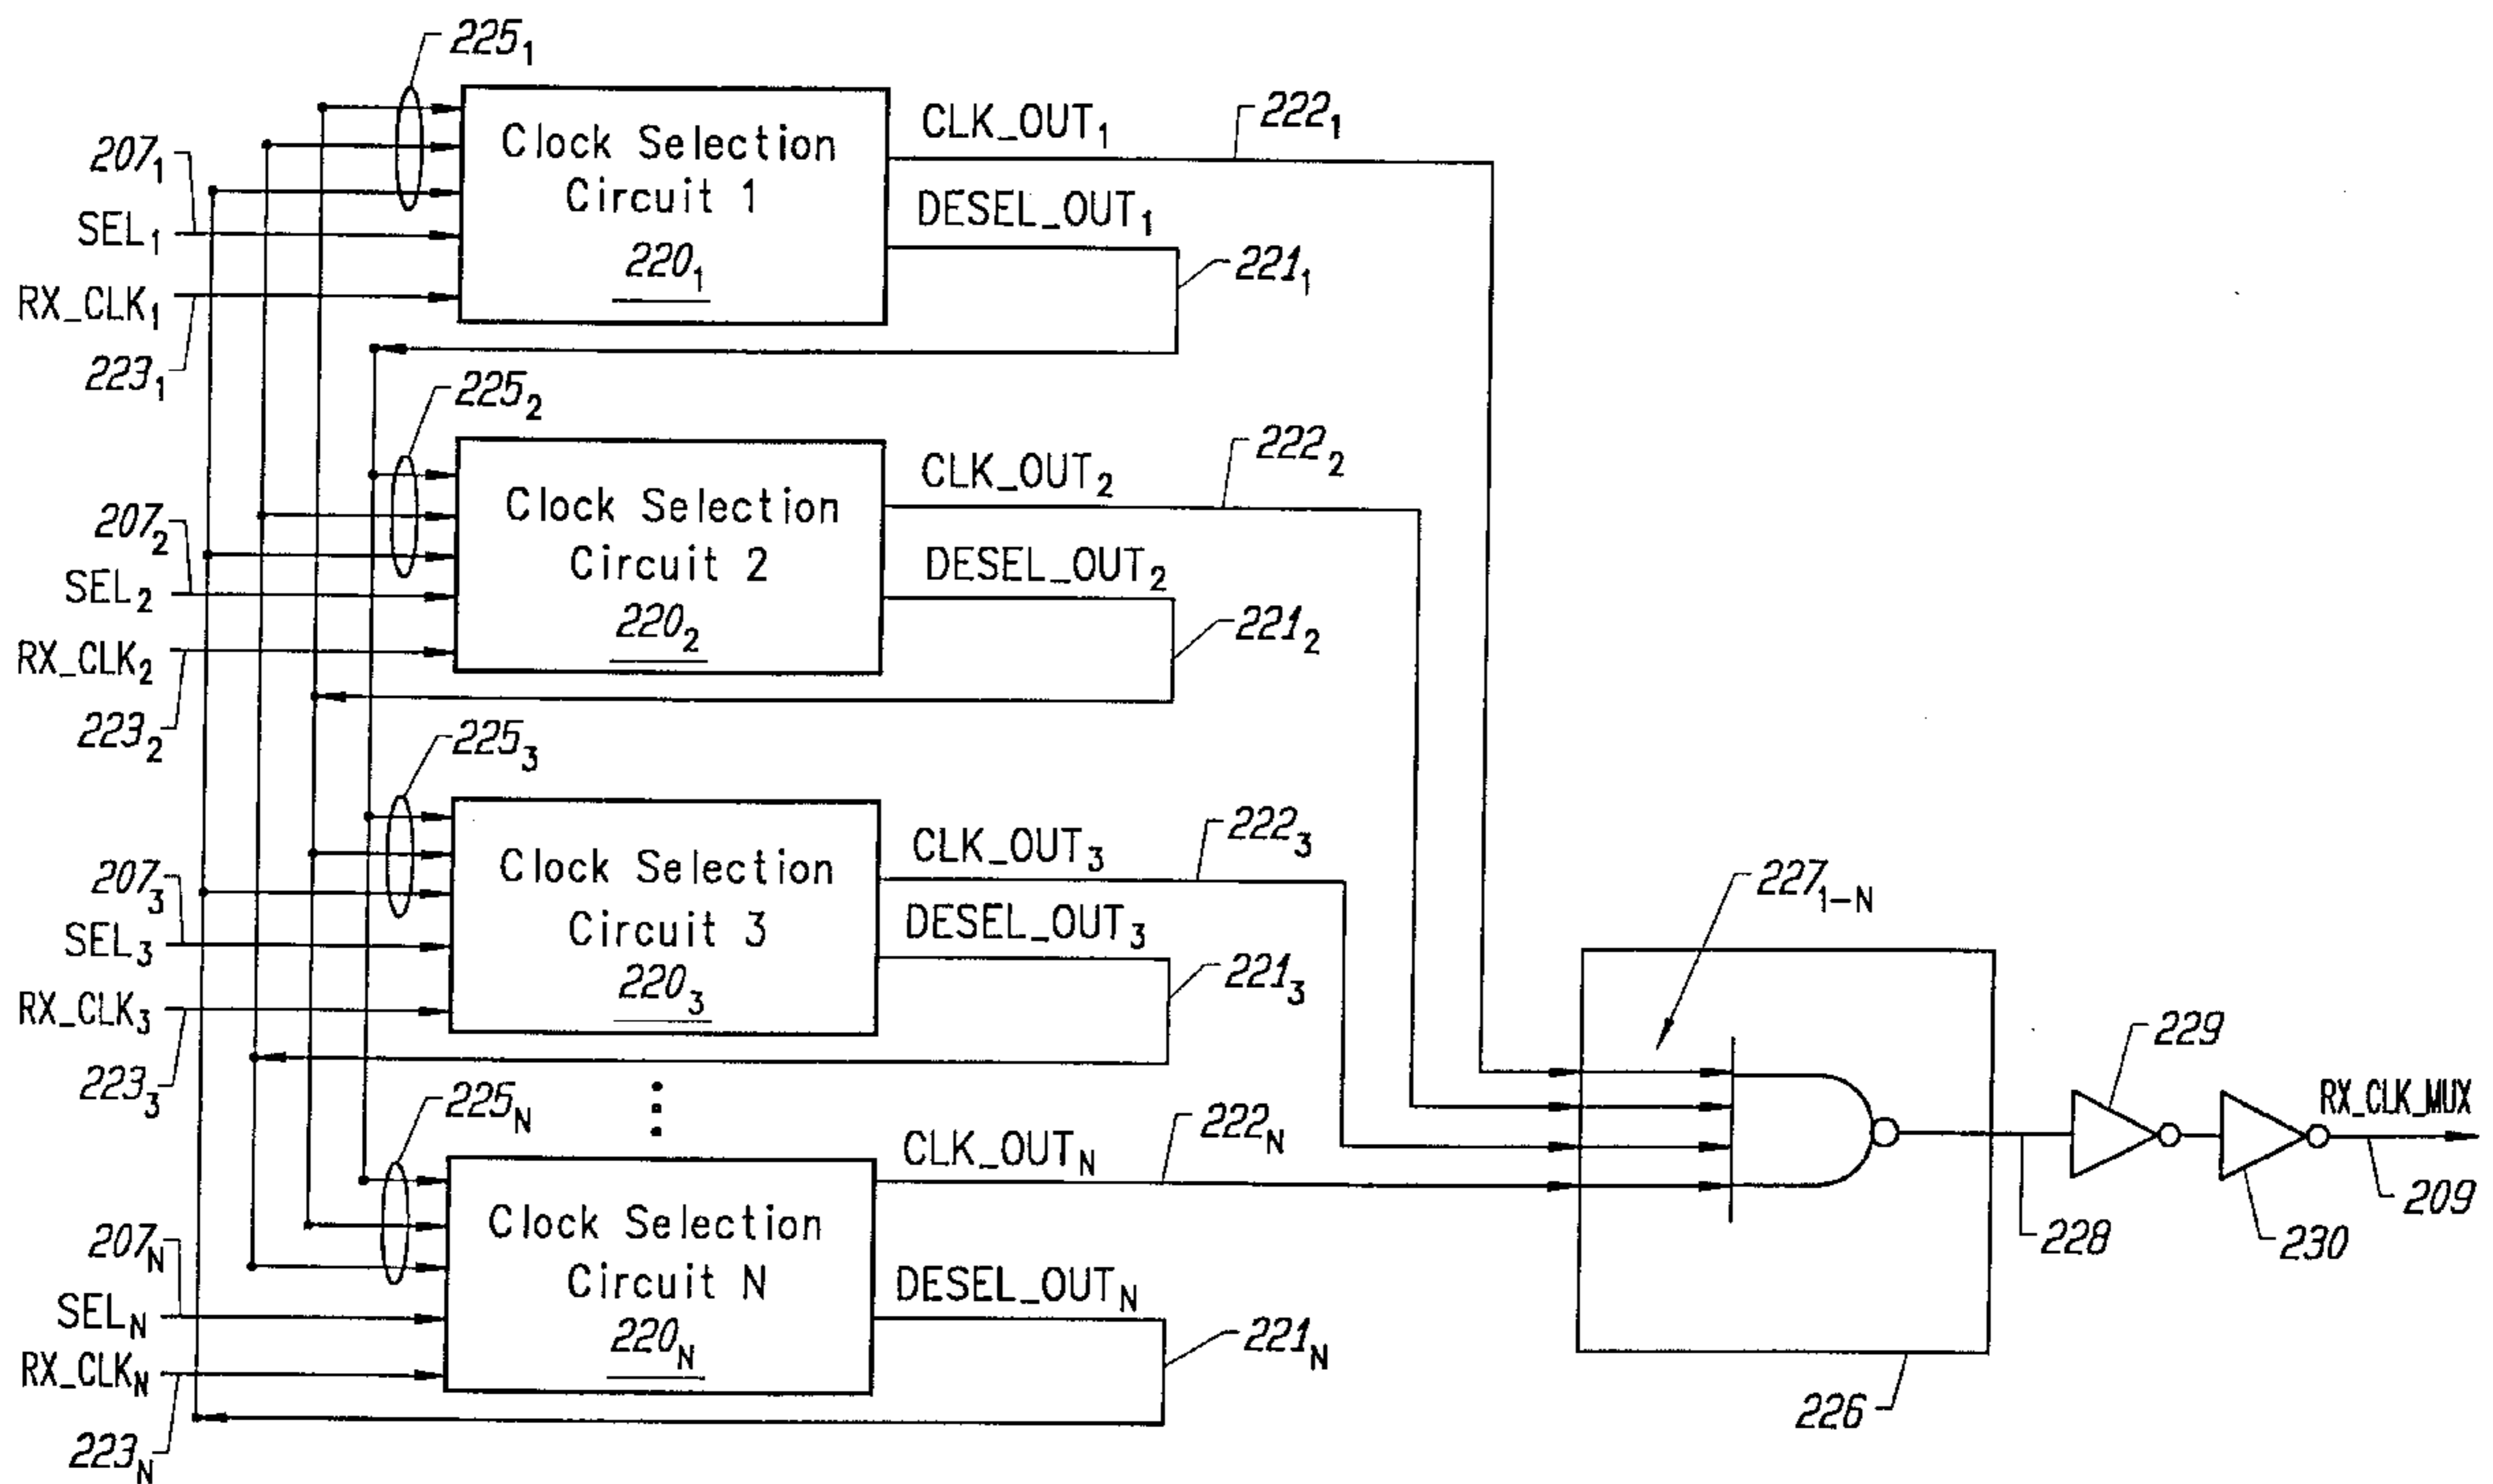 225₁
207₁
SEL₁
RX_CLK₁
223₁
Clock Selection
Circuit 1
220₁
CLK_OUT₁
222₁
DESEL_OUT₁
221₁
225₂
207₂
SEL₂
RX_CLK₂
223₂
Clock Selection
Circuit 2
220₂
CLK_OUT₂
222₂
DESEL_OUT₂
221₂
225₃
207₃
SEL₃
RX_CLK₃
223₃
Clock Selection
Circuit 3
220₃
CLK_OUT₃
222₃
DESEL_OUT₃
221₃
225N
207N
SELN
RX_CLKN
223N
Clock Selection
Circuit N
220N
CLK_OUTN
222N
DESEL_OUTN
221N
227₁₋N
226
228
229
230
RX_CLK_MUX
209